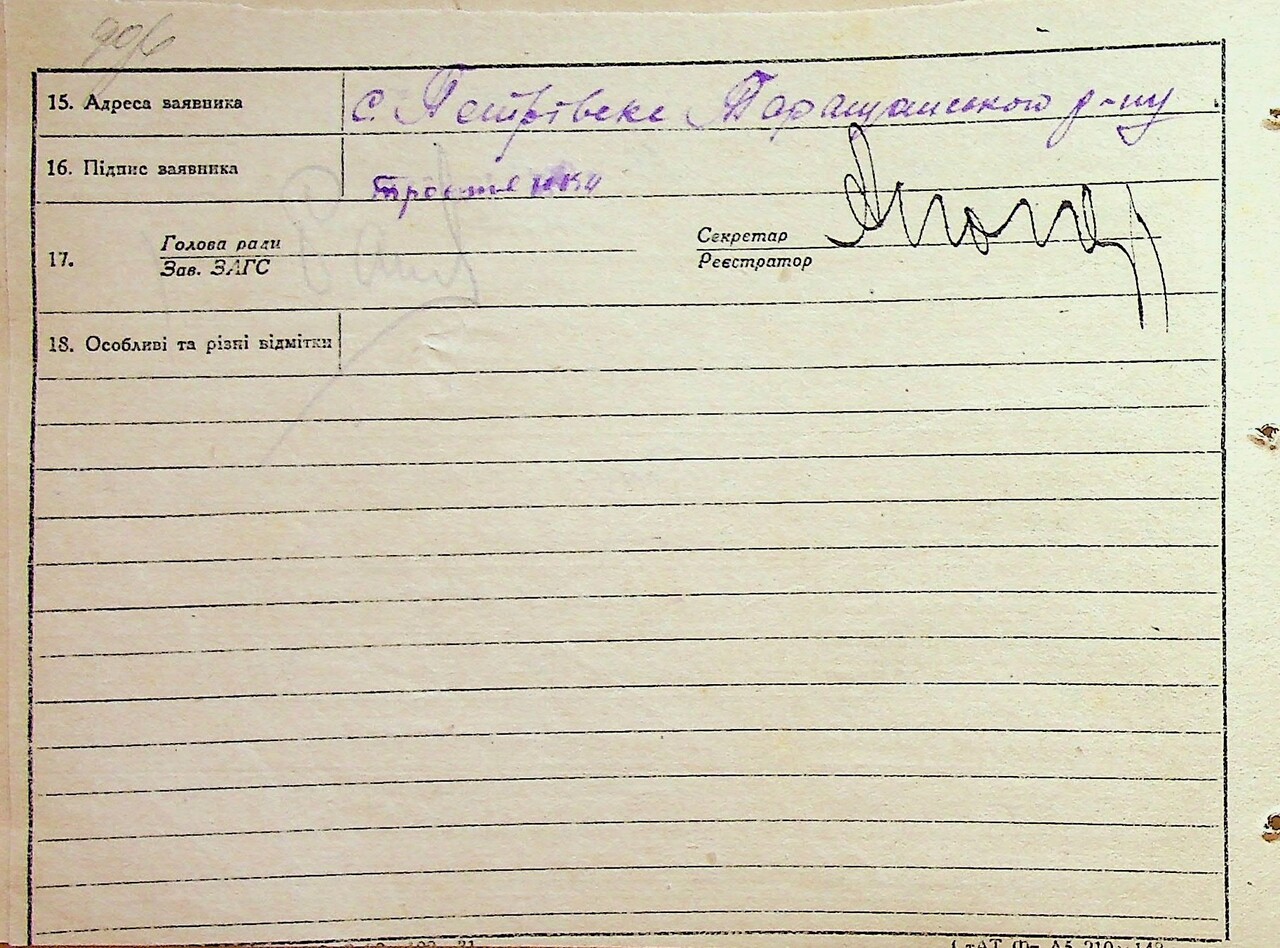 996
15. Адреса заявника с. Петрівске Таращанського р-ну
16. Підпис заявника
17. Голова ради
Зав. ЗАГС
Секретар
Реєстратор
18. Особливі та різні відмітки